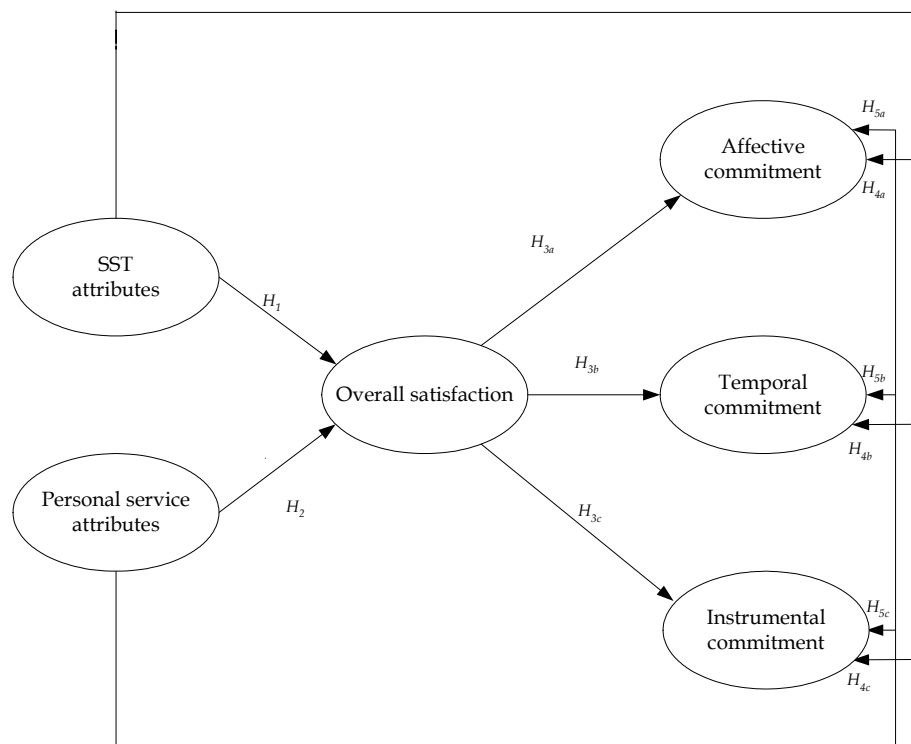 H5a
Affective
commitment
H4a
SST
attributes
H3a
H1
Overall satisfaction
H3b
H5b
Temporal
commitment
H4b
Personal service
attributes
H2
H3c
H5c
Instrumental
commitment
H4c